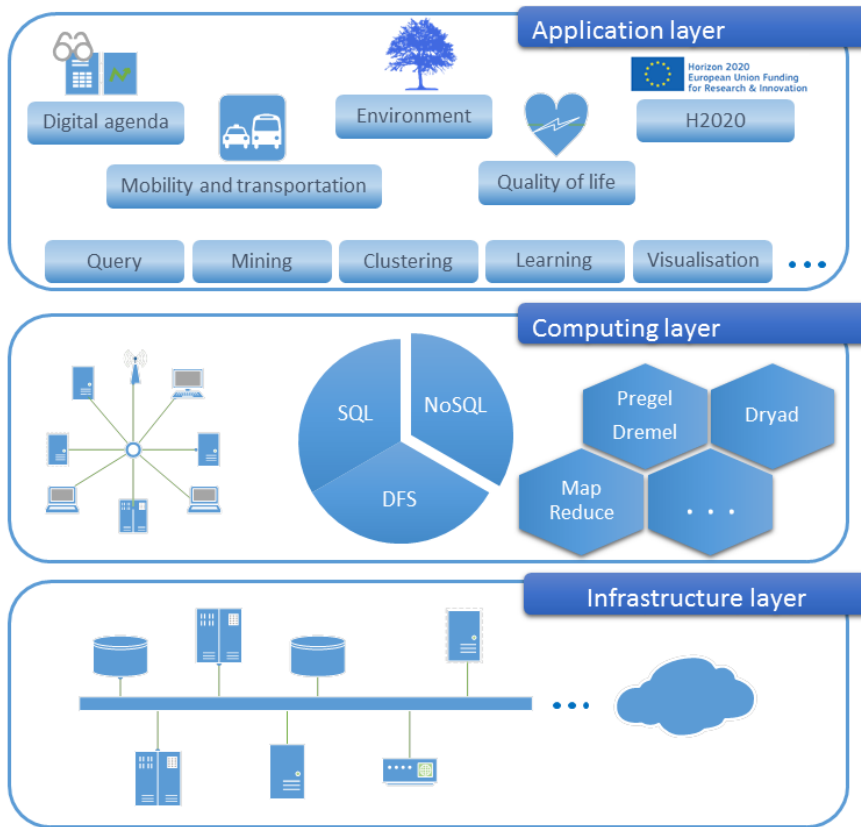 Application layer
Horizon 2020
European Union Funding
for Research & Innovation
Digital agenda
Environment
H2020
Mobility and transportation
Quality of life
Query
Mining
Clustering
Learning
Visualisation
...
Computing layer
SQL
NoSQL
DFS
Pregel
Dremel
Dryad
Map
Reduce
. . .
Infrastructure layer
...